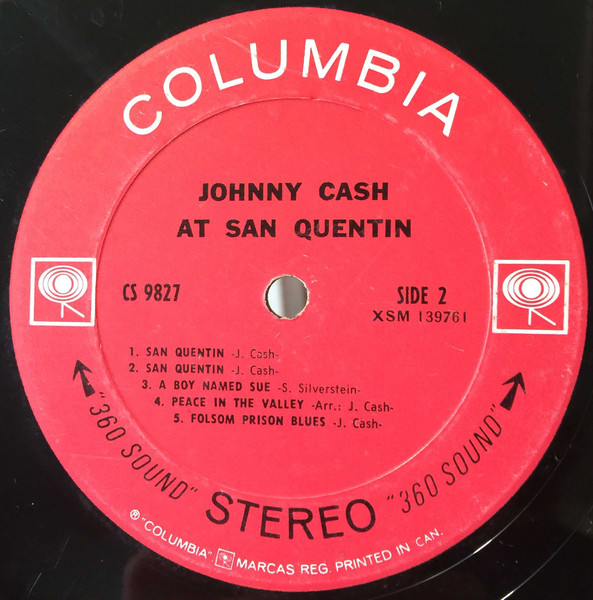 COLUMBIA
JOHNNY CASH
AT SAN QUENTIN
CS 9827
SIDE 2
XSM 139761
1. SAN QUENTIN -J. Cash-
2. SAN QUENTIN -J. Cash-
3. A BOY NAMED SUE -S. Silverstein-
4. PEACE IN THE VALLEY -Arr.: J. Cash-
5. FOLSOM PRISON BLUES -J. Cash-
"360 SOUND" STEREO "360 SOUND"
® "COLUMBIA" MARCAS REG. PRINTED IN CAN.